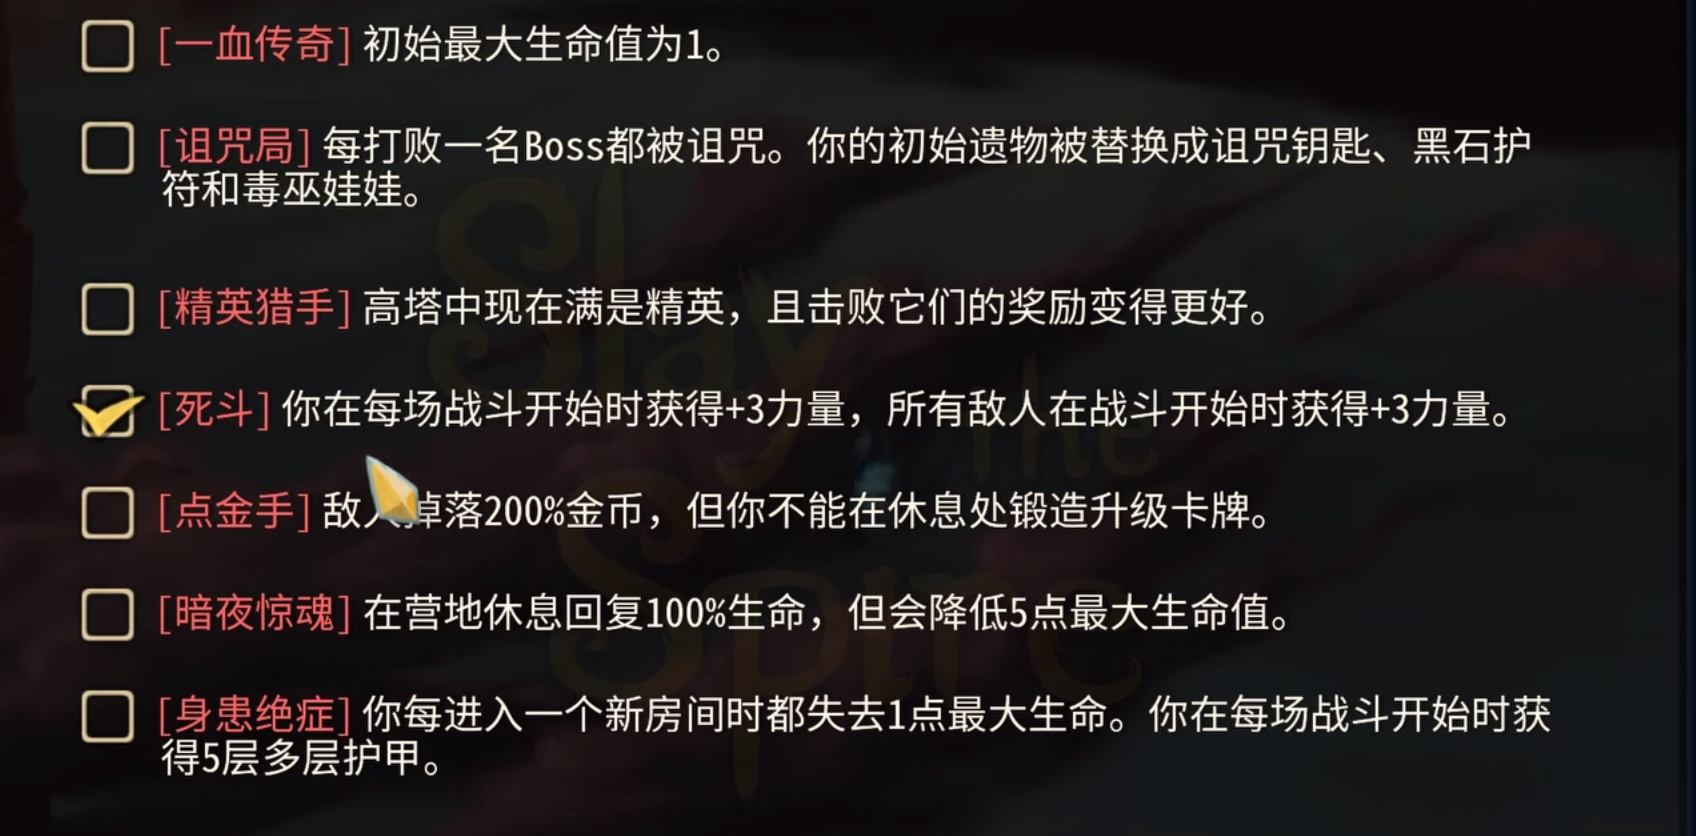 [一血传奇] 初始最大生命值为1。
[诅咒局] 每打败一名Boss都被诅咒。你的初始遗物被替换成诅咒钥匙、黑石护
符和毒巫娃娃。
[精英猎手] 高塔中现在满是精英，且击败它们的奖励变得更好。
[死斗] 你在每场战斗开始时获得+3力量，所有敌人在战斗开始时获得+3力量。
[点金手] 敌人掉落200%金币，但你不能在休息处锻造升级卡牌。
[暗夜惊魂] 在营地休息回复100%生命，但会降低5点最大生命值。
[身患绝症] 你每进入一个新房间时都失去1点最大生命。你在每场战斗开始时获
得5层多层护甲。
Slay
the
Spire